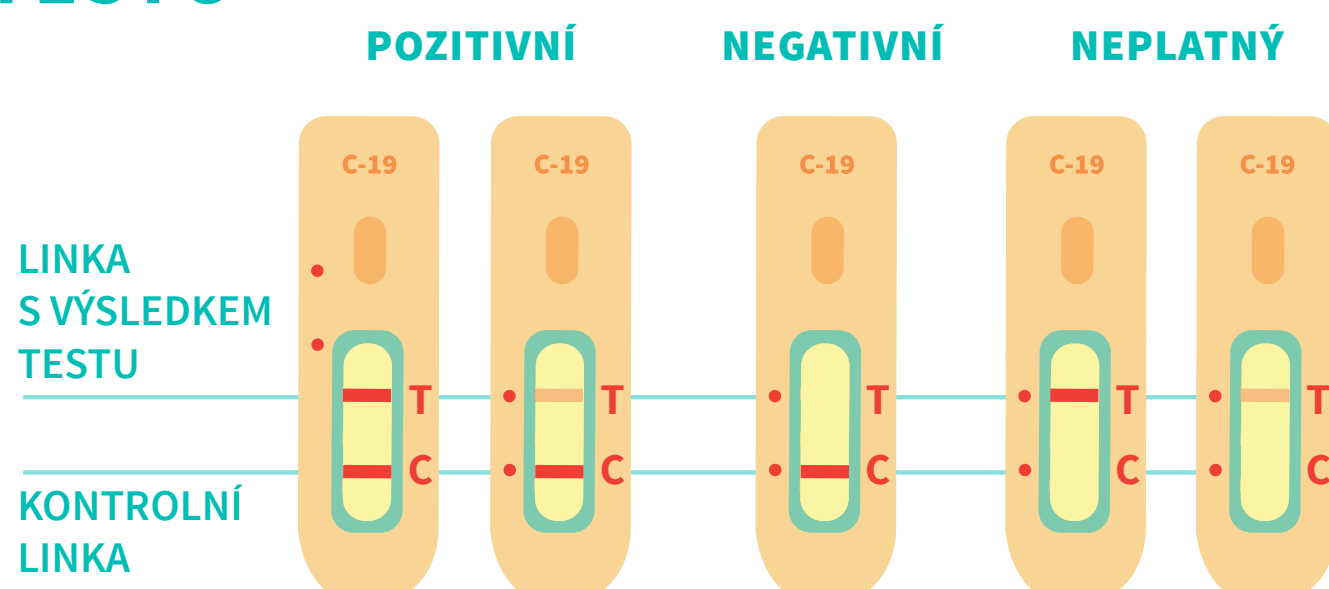 POZITIVNÍ NEGATIVNÍ NEPLATNÝ
C-19 C-19 C-19 C-19 C-19
LINKA
S VÝSLEDKEM
TESTU
T T T T T
C C C C C
KONTROLNÍ
LINKA